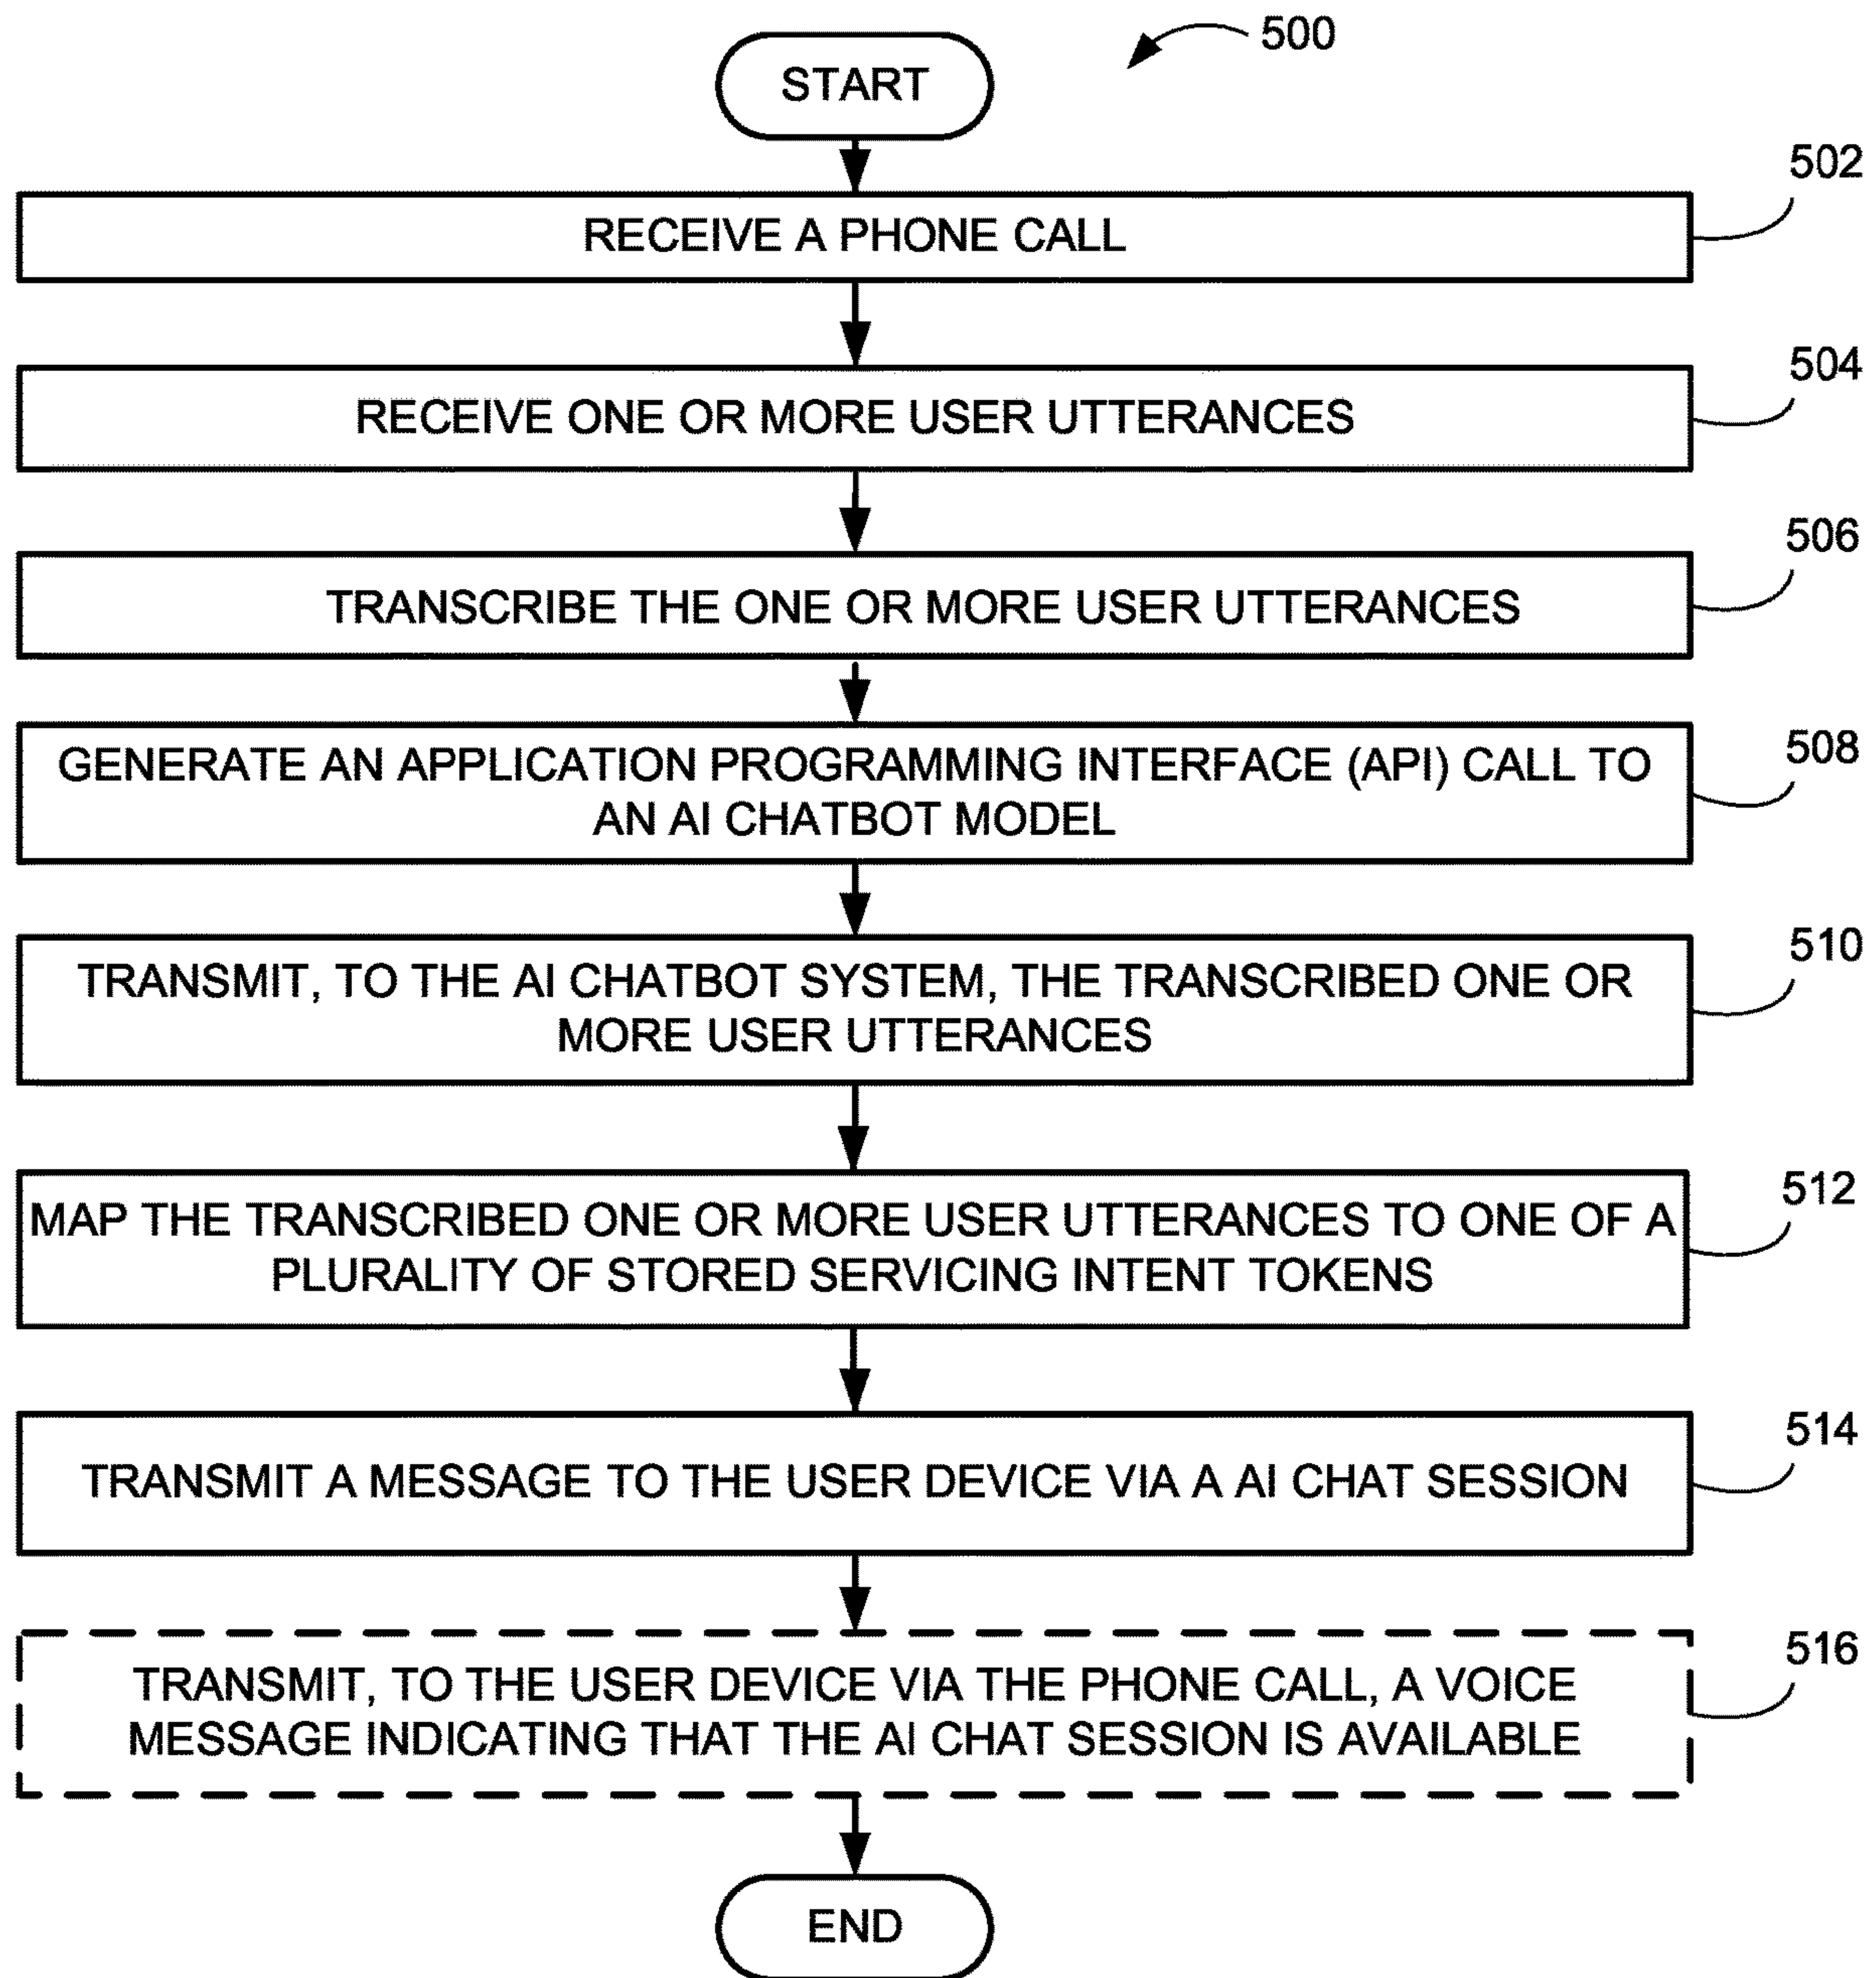 500
START
502
RECEIVE A PHONE CALL
504
RECEIVE ONE OR MORE USER UTTERANCES
506
TRANSCRIBE THE ONE OR MORE USER UTTERANCES
508
GENERATE AN APPLICATION PROGRAMMING INTERFACE (API) CALL TO
AN AI CHATBOT MODEL
510
TRANSMIT, TO THE AI CHATBOT SYSTEM, THE TRANSCRIBED ONE OR
MORE USER UTTERANCES
512
MAP THE TRANSCRIBED ONE OR MORE USER UTTERANCES TO ONE OF A
PLURALITY OF STORED SERVICING INTENT TOKENS
514
TRANSMIT A MESSAGE TO THE USER DEVICE VIA A AI CHAT SESSION
516
TRANSMIT, TO THE USER DEVICE VIA THE PHONE CALL, A VOICE
MESSAGE INDICATING THAT THE AI CHAT SESSION IS AVAILABLE
END